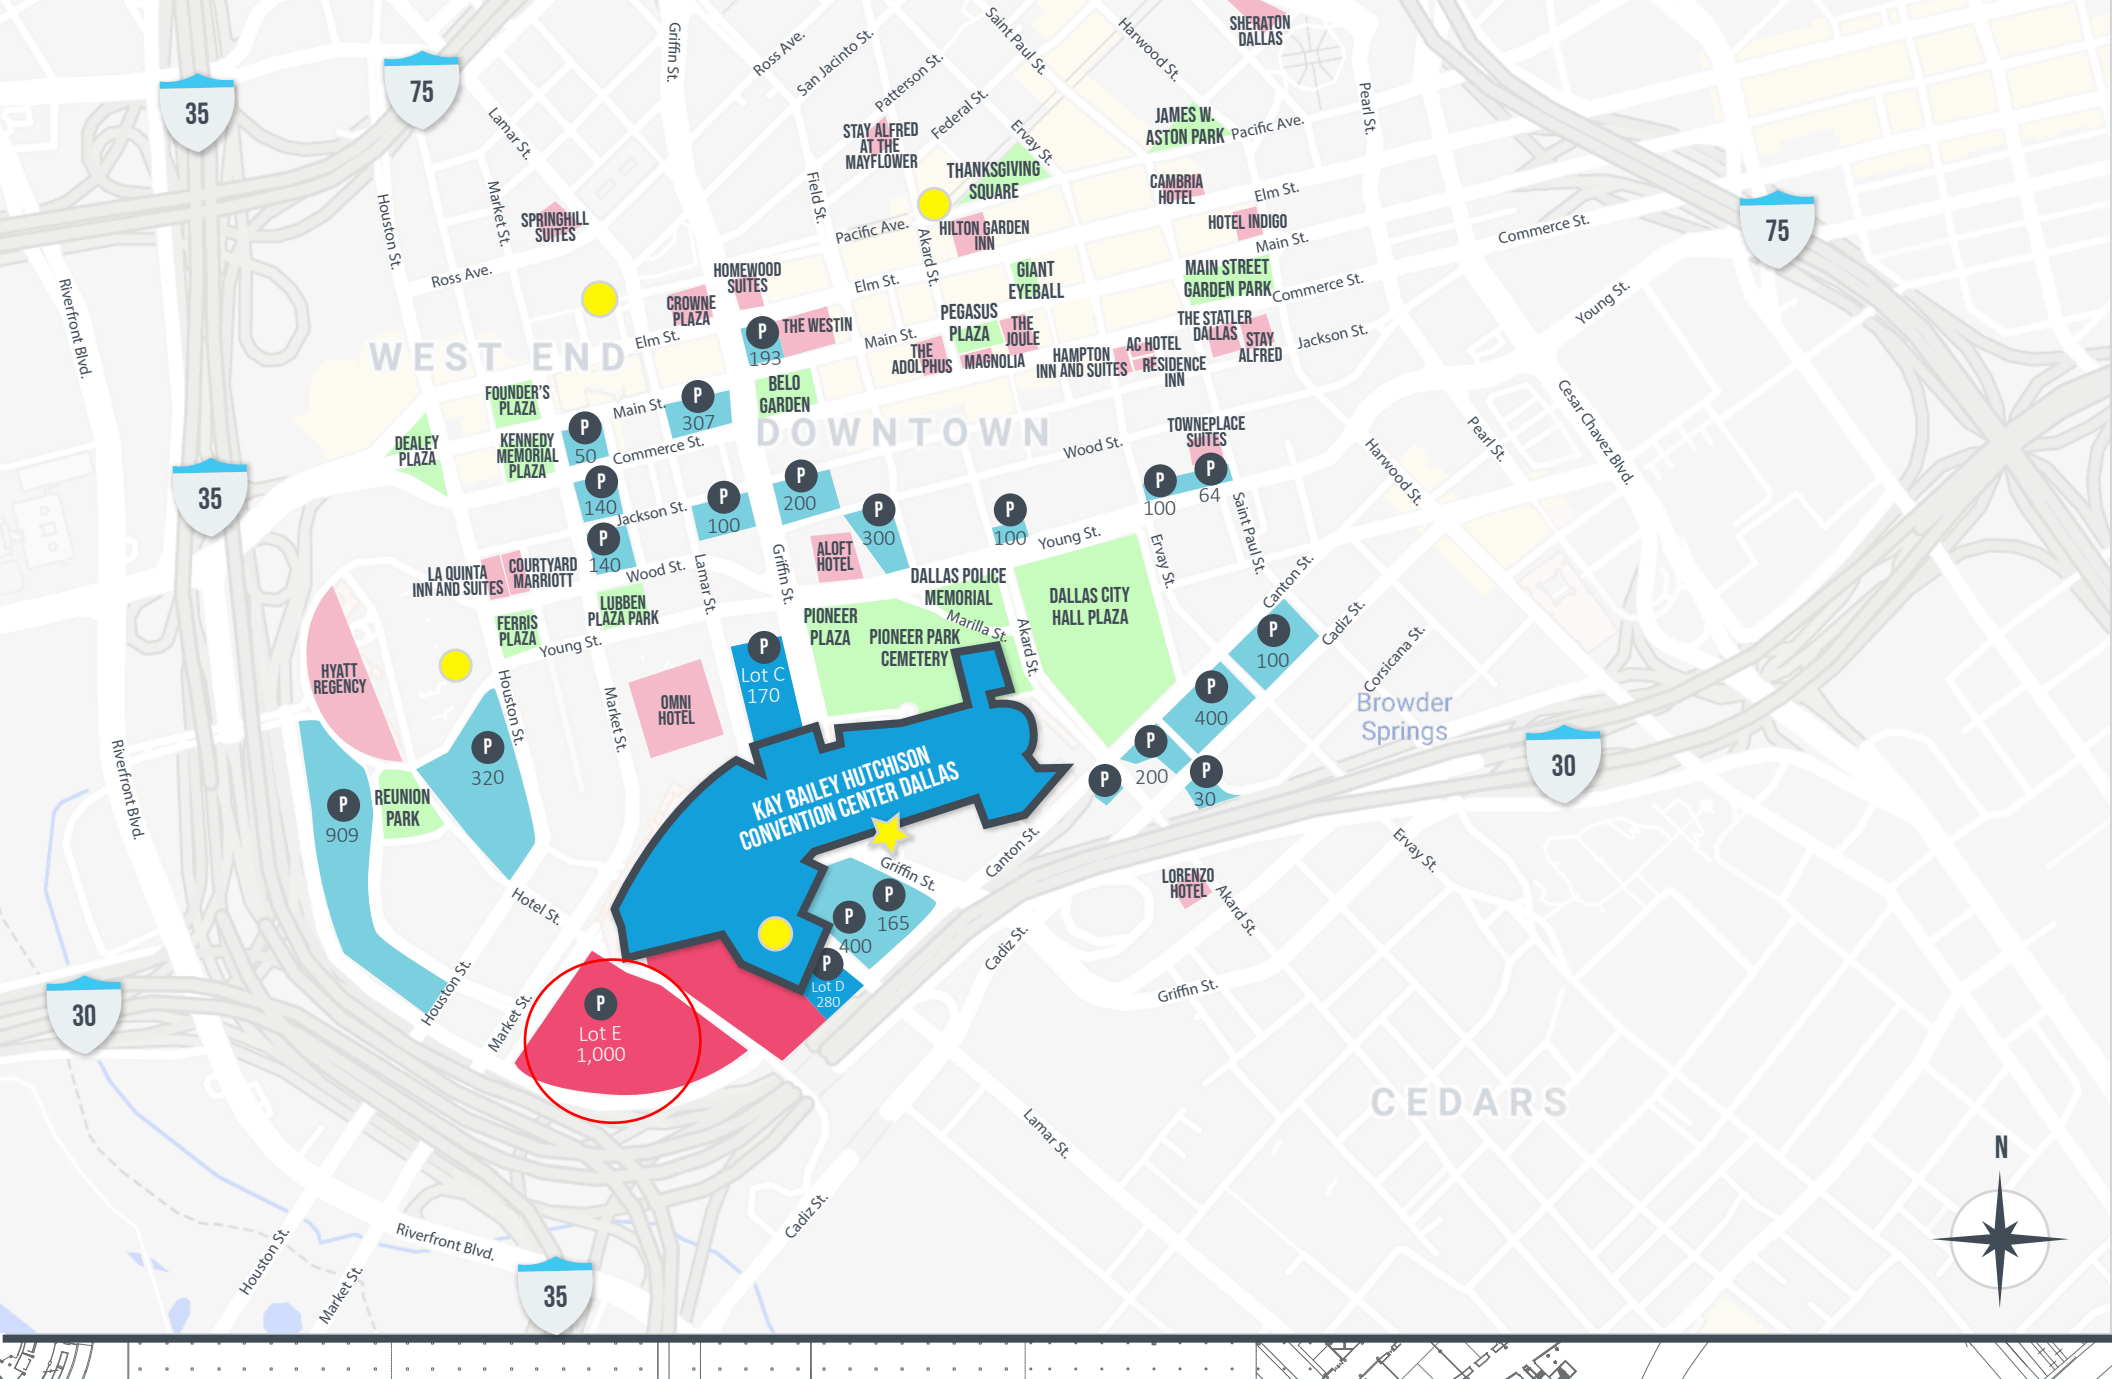 SHERATON
DALLAS
Griffin St.
Ross Ave.
San Jacinto St.
Saint Paul St.
Harwood St.
Patterson St.
Federal St.
Pearl St.
35
75
Lamar St.
STAY ALFRED
AT THE
MAYFLOWER
Ervay St.
JAMES W.
ASTON PARK
Pacific Ave.
THANKSGIVING
SQUARE
CAMBRIA
HOTEL
Elm St.
Houston St.
Market St.
SPRINGHILL
SUITES
Field St.
Pacific Ave.
Akard St.
HILTON GARDEN
INN
HOTEL INDIGO
Main St.
Commerce St.
75
Ross Ave.
HOMEWOOD
SUITES
CROWNE
PLAZA
Elm St.
GIANT
EYEBALL
MAIN STREET
GARDEN PARK
Commerce St.
Young St.
Riverfront Blvd.
Elm St.
P
193
THE WESTIN
Main St.
PEGASUS
PLAZA
THE
JOULE
THE STATLER
DALLAS
STAY
ALFRED
Jackson St.
WEST END
THE
ADOLPHUS
MAGNOLIA
HAMPTON
INN AND SUITES
AC HOTEL
RESIDENCE
INN
FOUNDER'S
PLAZA
Main St.
P
307
BELO
GARDEN
DOWNTOWN
Cesar Chavez Blvd.
DEALEY
PLAZA
KENNEDY
MEMORIAL
PLAZA
P
50
Commerce St.
TOWNEPLACE
SUITES
Wood St.
Pearl St.
Harwood St.
35
P
140
Jackson St.
P
100
P
200
P
300
P
100
P
100
P
64
Saint Paul St.
P
140
Wood St.
Lamar St.
Griffin St.
ALOFT
HOTEL
Young St.
Ervay St.
LA QUINTA
INN AND SUITES
COURTYARD
MARRIOTT
DALLAS POLICE
MEMORIAL
DALLAS CITY
HALL PLAZA
Canton St.
Cadiz St.
Corsicana St.
LUBBEN
PLAZA PARK
FERRIS
PLAZA
Young St.
PIONEER
PLAZA
PIONEER PARK
CEMETERY
Marilla St.
Akard St.
P
100
HYATT
REGENCY
Houston St.
Market St.
OMNI
HOTEL
P
Lot C
170
P
400
Browder
Springs
Riverfront Blvd.
P
320
P
200
P
P
30
30
P
909
REUNION
PARK
KAY BAILEY HUTCHISON
CONVENTION CENTER DALLAS
Griffin St.
Canton St.
Ervay St.
Hotel St.
P
165
P
400
LORENZO
HOTEL
Akard St.
Cadiz St.
Houston St.
Market St.
P
Lot D
280
Griffin St.
30
P
Lot E
1,000
CEDARS
Lamar St.
N
Cadiz St.
Riverfront Blvd.
Houston St.
Market St.
35